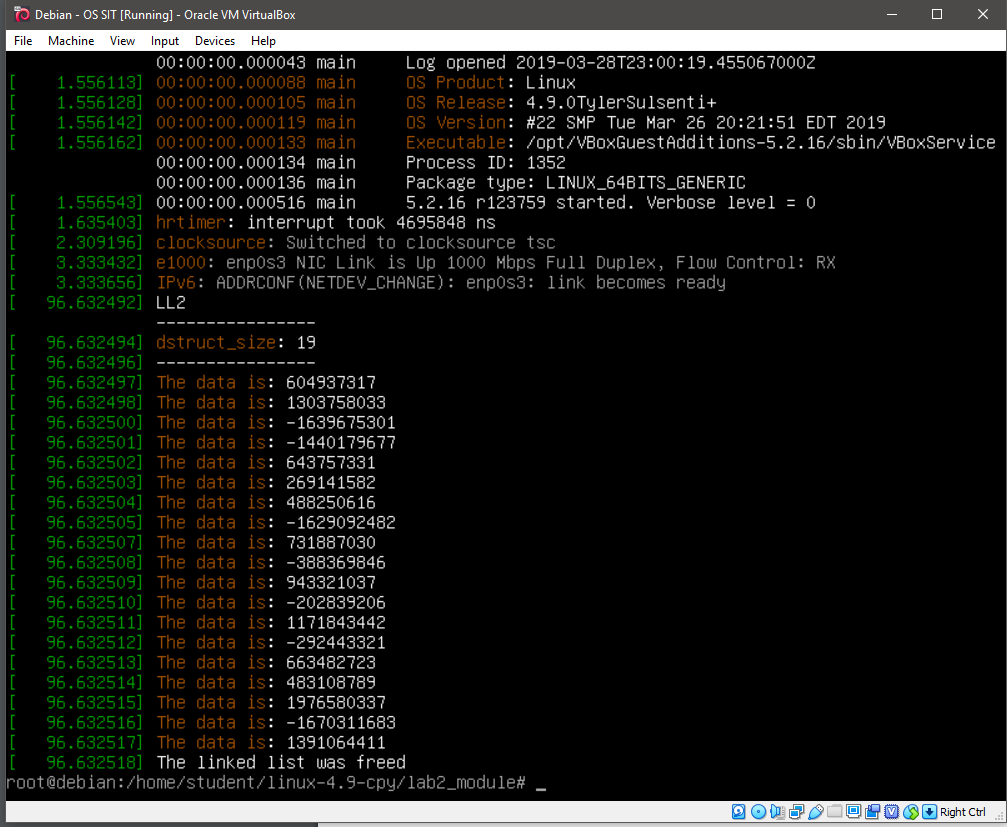 Debian - OS SIT [Running] - Oracle VM VirtualBox
File Machine View Input Devices Help
00:00:00.000043 main Log opened 2019-03-28T23:00:19.455067000Z
[ 1.556113] 00:00:00.000088 main OS Product: Linux
[ 1.556128] 00:00:00.000105 main OS Release: 4.9.0TylerSulsenti+
[ 1.556142] 00:00:00.000119 main OS Version: #22 SMP Tue Mar 26 20:21:51 EDT 2019
[ 1.556162] 00:00:00.000133 main Executable: /opt/VBoxGuestAdditions-5.2.16/sbin/VBoxService
00:00:00.000134 main Process ID: 1352
00:00:00.000136 main Package type: LINUX_64BITS_GENERIC
[ 1.556543] 00:00:00.000516 main 5.2.16 r123759 started. Verbose level = 0
[ 1.635403] hrtimer: interrupt took 4695848 ns
[ 2.309196] clocksource: Switched to clocksource tsc
[ 3.333432] e1000: enp0s3 NIC Link is Up 1000 Mbps Full Duplex, Flow Control: RX
[ 3.333656] IPv6: ADDRCONF(NETDEV_CHANGE): enp0s3: link becomes ready
[ 96.632492] LL2
----------------
[ 96.632494] dstruct_size: 19
[ 96.632496] ----------------
[ 96.632497] The data is: 604937317
[ 96.632498] The data is: 1303758033
[ 96.632500] The data is: -1639675301
[ 96.632501] The data is: -1440179677
[ 96.632502] The data is: 643757331
[ 96.632503] The data is: 269141582
[ 96.632504] The data is: 488250616
[ 96.632505] The data is: -1629092482
[ 96.632507] The data is: 731887030
[ 96.632508] The data is: -388369846
[ 96.632509] The data is: 943321037
[ 96.632510] The data is: -202839206
[ 96.632511] The data is: 1171843442
[ 96.632512] The data is: -292443321
[ 96.632513] The data is: 663482723
[ 96.632514] The data is: 483108789
[ 96.632515] The data is: 1976580337
[ 96.632516] The data is: -1670311683
[ 96.632517] The data is: 1391064411
[ 96.632518] The linked list was freed
root@debian:/home/student/linux-4.9-cpy/lab2_module# _
Right Ctrl